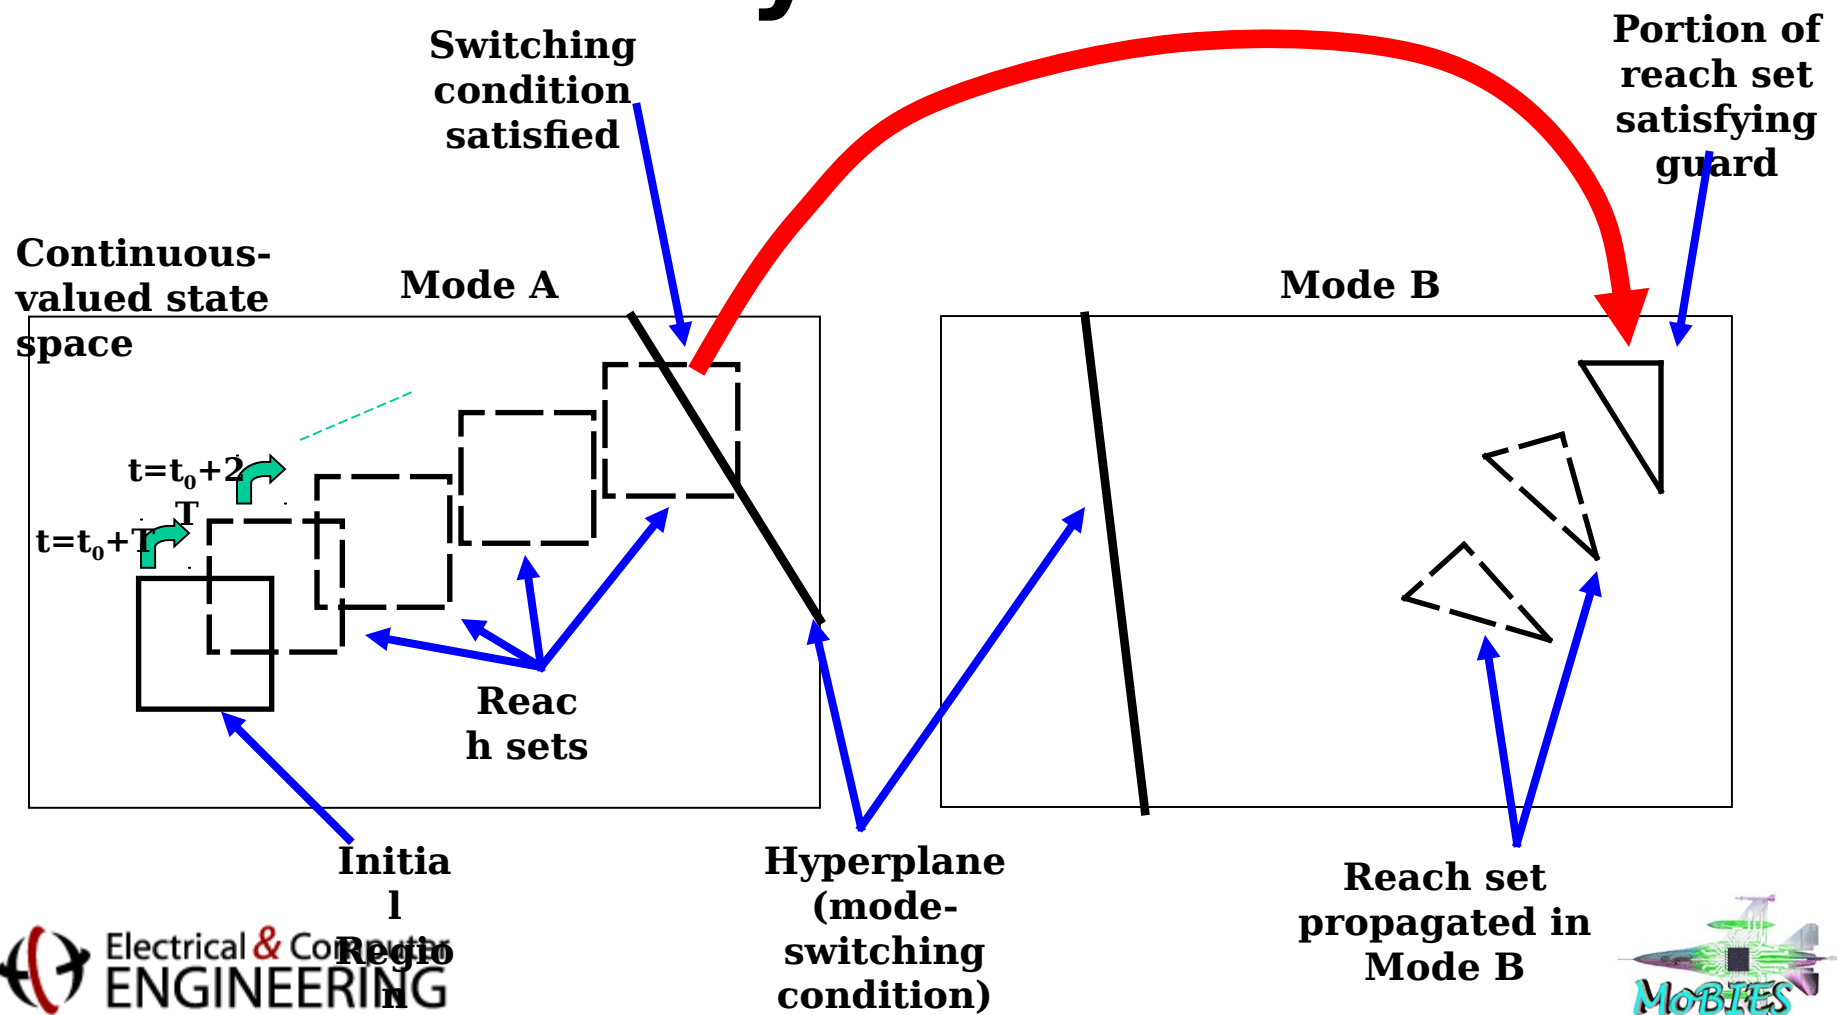 Switching
condition
satisfied
Portion of
reach set
satisfying
guard
Continuous-
valued state
space
Mode A
Mode B
t=t0+2
T
t=t0+T
Reac
h sets
Initia
l
Regio
n
Hyperplane
(mode-
switching
condition)
Reach set
propagated in
Mode B
Electrical & Computer
ENGINEERING
MoBIES